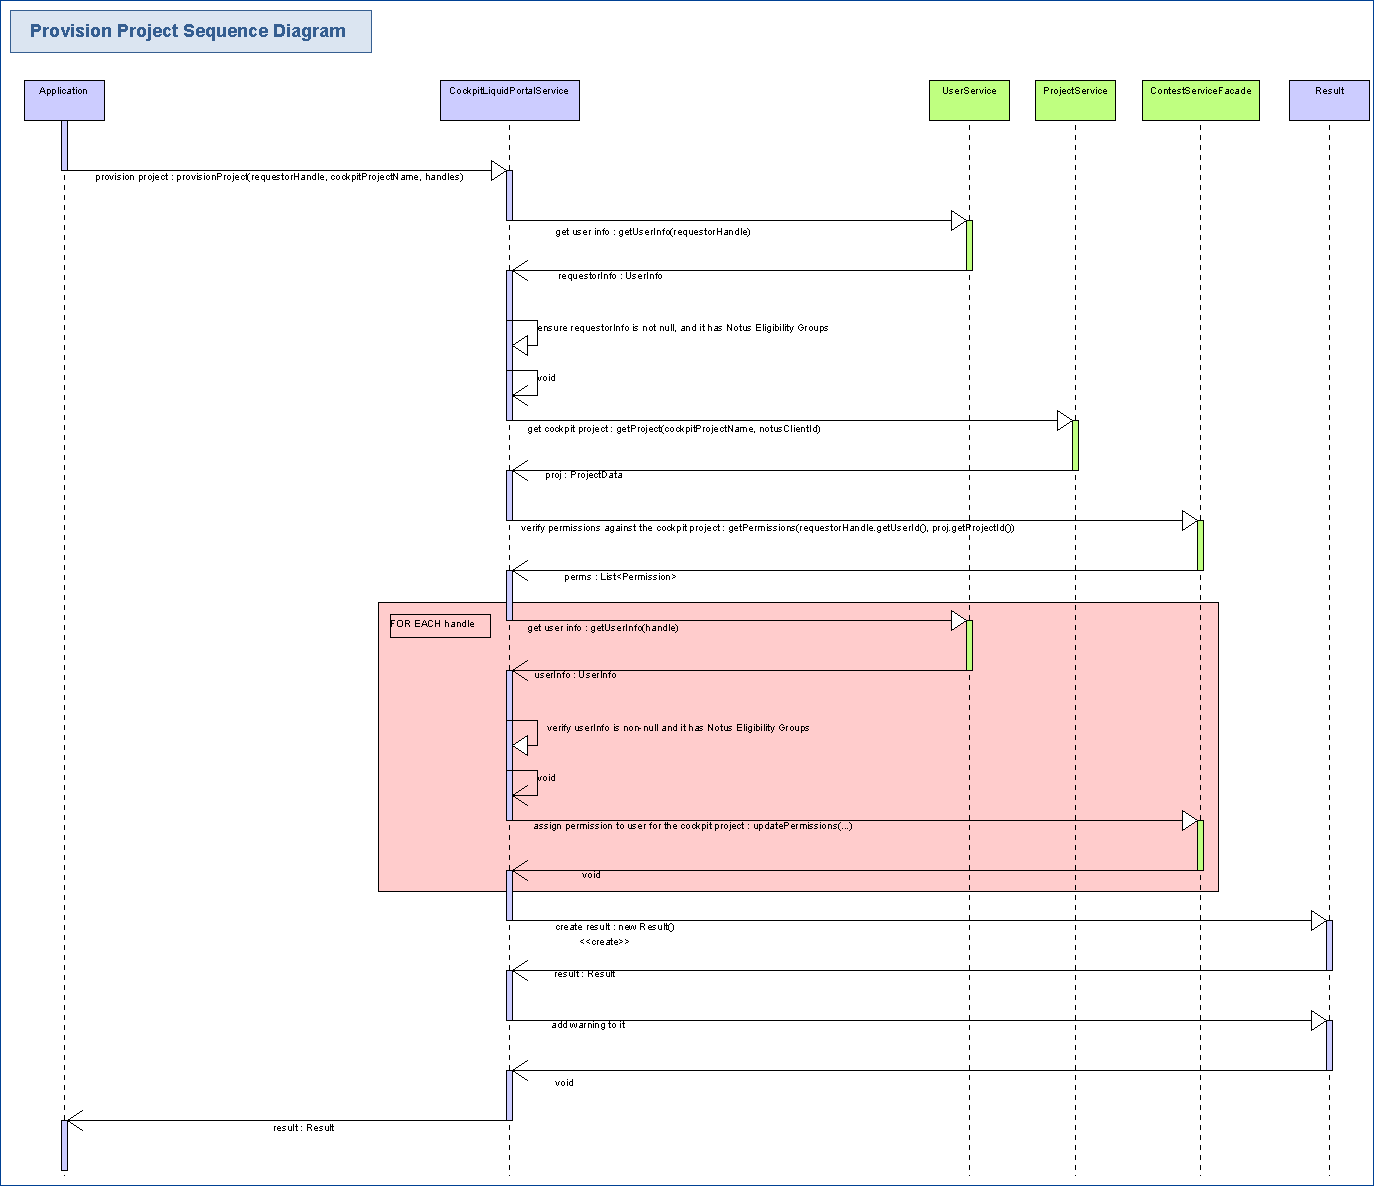 Provision Project Sequence Diagram
Application
CockpitLiquidPortalService
UserService
ProjectService
ContestServiceFacade
Result
provision project : provisionProject(requestorHandle, cockpitProjectName, handles)
get user info : getUserInfo(requestorHandle)
requestorInfo : UserInfo
ensure requestorInfo is not null, and it has Notus Eligibility Groups
void
get cockpit project : getProject(cockpitProjectName, notusClientId)
proj : ProjectData
verify permissions against the cockpit project : getPermissions(requestorHandle.getUserId(), proj.getProjectId())
perms : List<Permission>
FOR EACH handle
get user info : getUserInfo(handle)
userInfo : UserInfo
verify userInfo is non-null and it has Notus Eligibility Groups
void
assign permission to user for the cockpit project : updatePermissions(...)
void
create result : new Result()
<<create>>
result : Result
add warning to it
void
result : Result